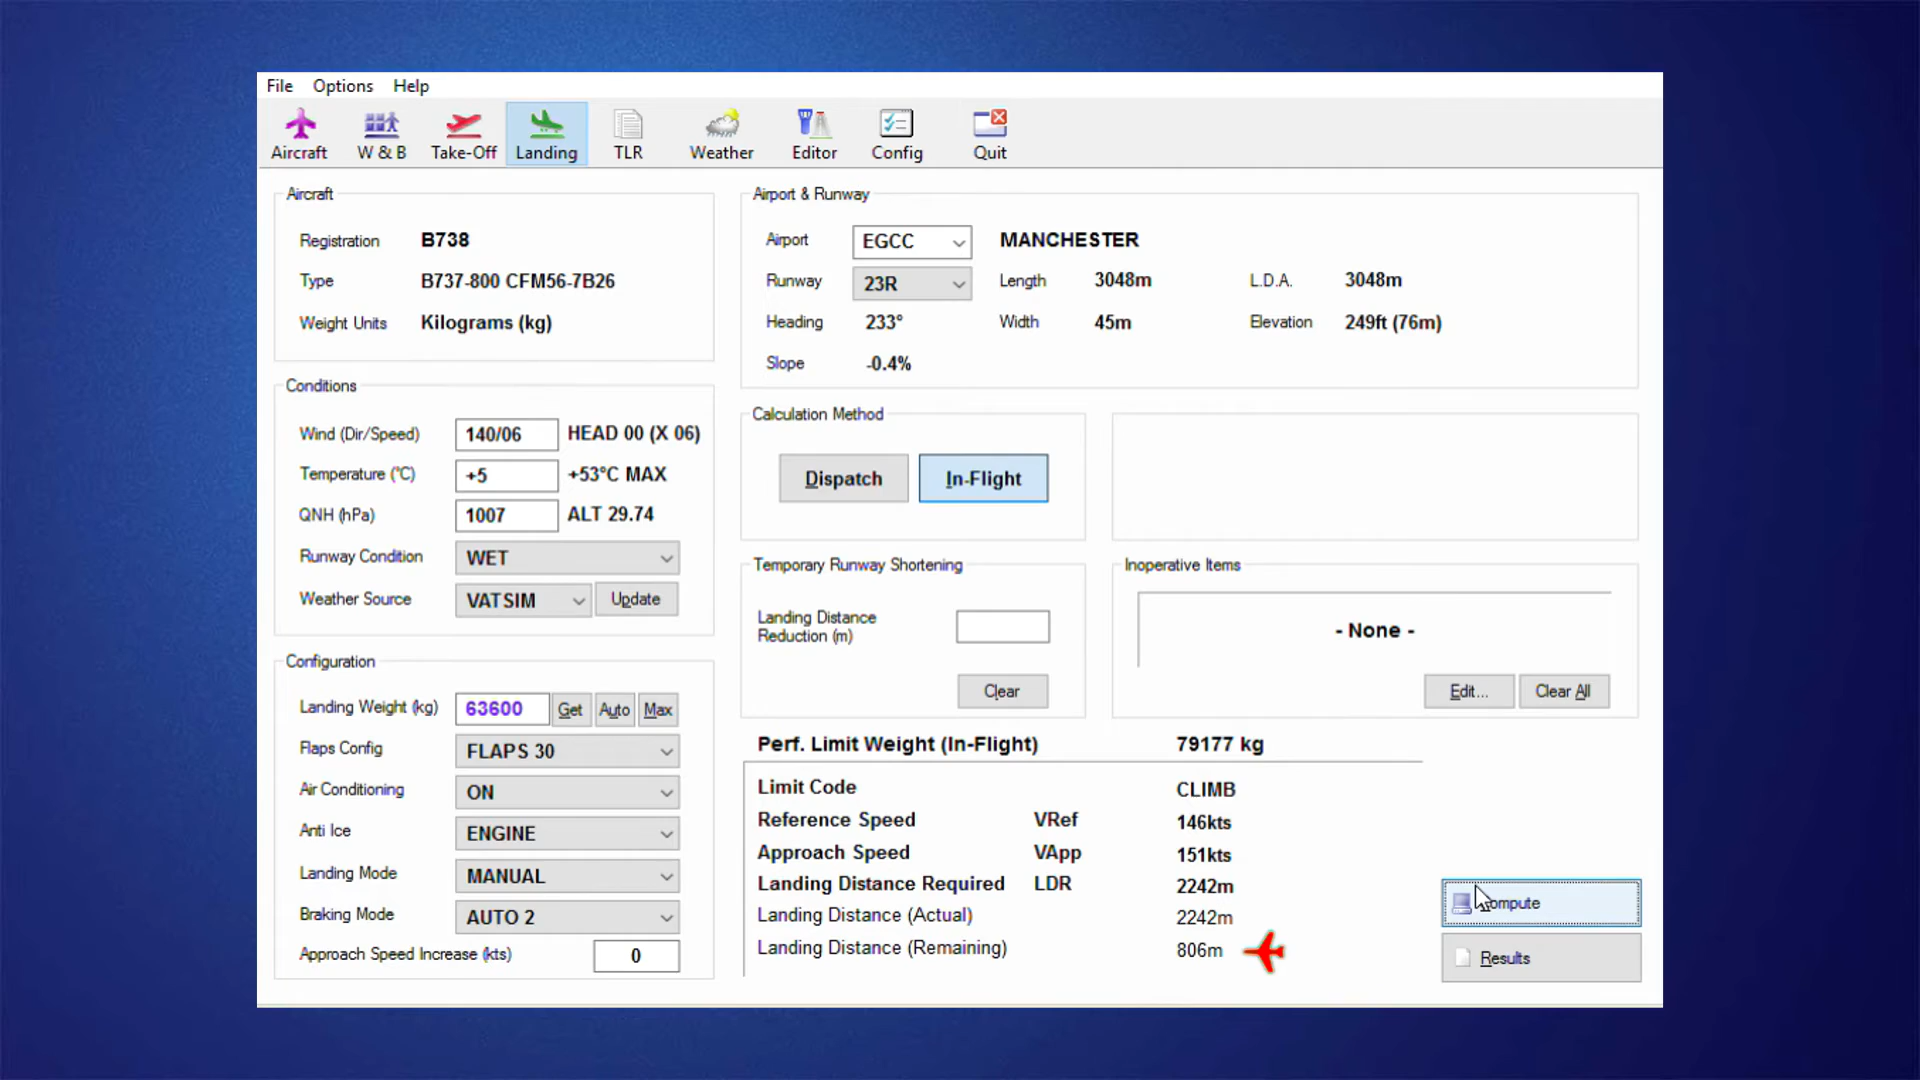 File Options Help
Aircraft W & B Take-Off Landing TLR Weather Editor Config Quit
Aircraft
Registration B738
Type B737-800 CFM56-7B26
Weight Units Kilograms (kg)
Airport & Runway
Airport EGCC MANCHESTER
Runway 23R Length 3048m L.D.A. 3048m
Heading 233° Width 45m Elevation 249ft (76m)
Slope -0.4%
Conditions
Wind (Dir/Speed) 140/06 HEAD 00 (X 06)
Temperature (°C) +5 +53°C MAX
QNH (hPa) 1007 ALT 29.74
Runway Condition WET
Weather Source VATSIM Update
Calculation Method
Dispatch In-Flight
Temporary Runway Shortening
Landing Distance
Reduction (m)
Clear
Inoperative Items
- None -
Edit... Clear All
Configuration
Landing Weight (kg) 63600 Get Auto Max
Flaps Config FLAPS 30
Air Conditioning ON
Anti Ice ENGINE
Landing Mode MANUAL
Braking Mode AUTO 2
Approach Speed Increase (kts) 0
Perf. Limit Weight (In-Flight) 79177 kg
Limit Code CLIMB
Reference Speed VRef 146kts
Approach Speed VApp 151kts
Landing Distance Required LDR 2242m
Landing Distance (Actual) 2242m
Landing Distance (Remaining) 806m
ompute
Results